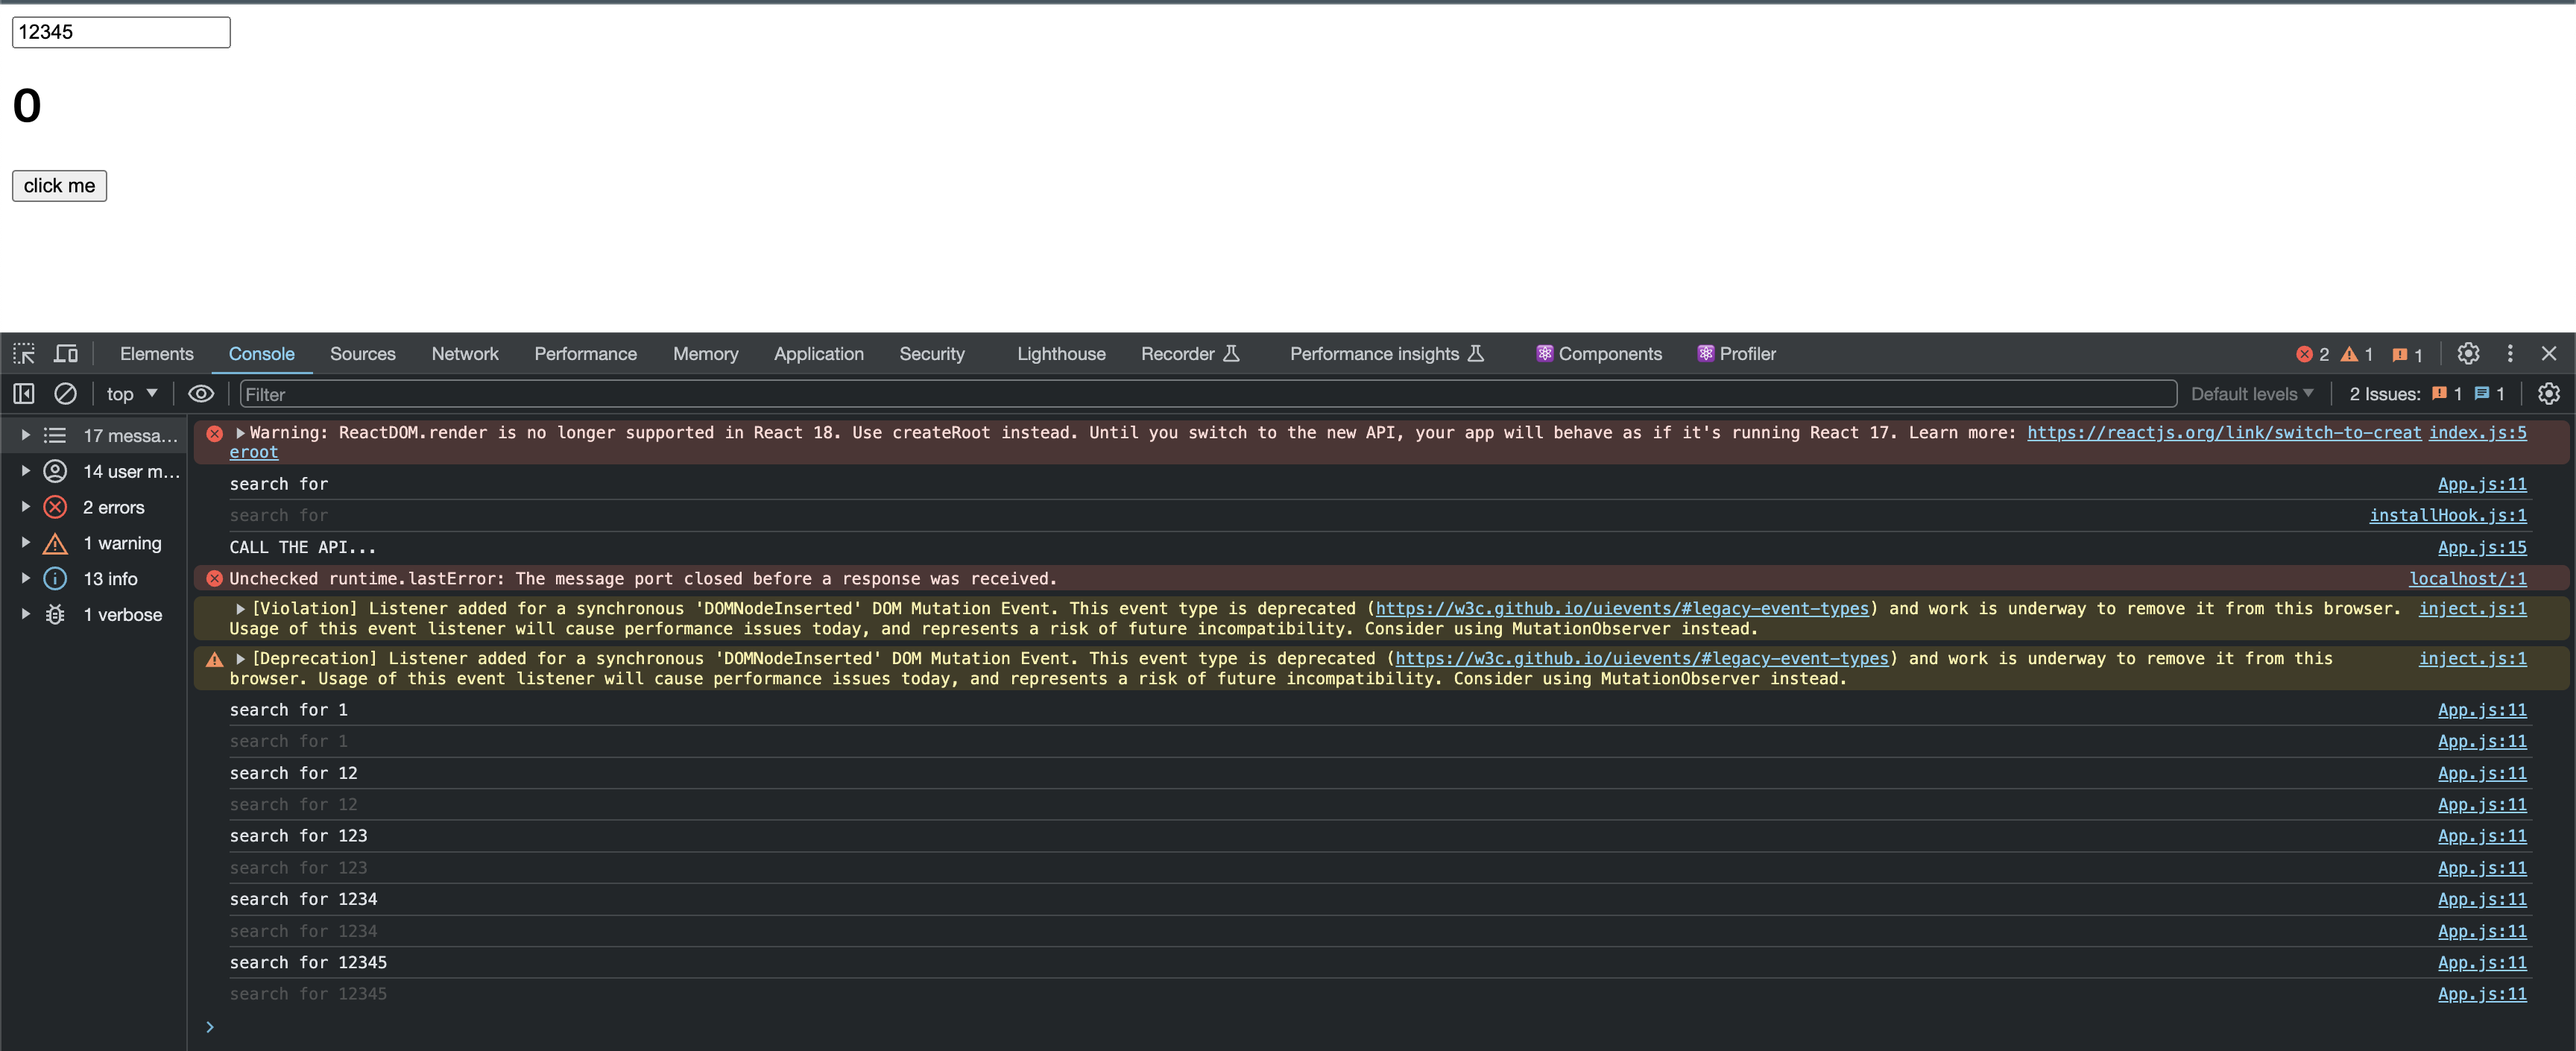 12345
0
click me
Elements Console Sources Network Performance Memory Application Security Lighthouse Recorder Performance insights Components Profiler 2 1 1
top Filter Default levels 2 Issues: 1 1
17 messa...
14 user m...
2 errors
1 warning
13 info
1 verbose
Warning: ReactDOM.render is no longer supported in React 18. Use createRoot instead. Until you switch to the new API, your app will behave as if it's running React 17. Learn more: https://reactjs.org/link/switch-to-creat index.js:5
eroot
search for App.js:11
search for installHook.js:1
CALL THE API... App.js:15
Unchecked runtime.lastError: The message port closed before a response was received. localhost/:1
[Violation] Listener added for a synchronous 'DOMNodeInserted' DOM Mutation Event. This event type is deprecated (https://w3c.github.io/uievents/#legacy-event-types) and work is underway to remove it from this browser. inject.js:1
Usage of this event listener will cause performance issues today, and represents a risk of future incompatibility. Consider using MutationObserver instead.
[Deprecation] Listener added for a synchronous 'DOMNodeInserted' DOM Mutation Event. This event type is deprecated (https://w3c.github.io/uievents/#legacy-event-types) and work is underway to remove it from this inject.js:1
browser. Usage of this event listener will cause performance issues today, and represents a risk of future incompatibility. Consider using MutationObserver instead.
search for 1 App.js:11
search for 1 App.js:11
search for 12 App.js:11
search for 12 App.js:11
search for 123 App.js:11
search for 123 App.js:11
search for 1234 App.js:11
search for 1234 App.js:11
search for 12345 App.js:11
search for 12345 App.js:11